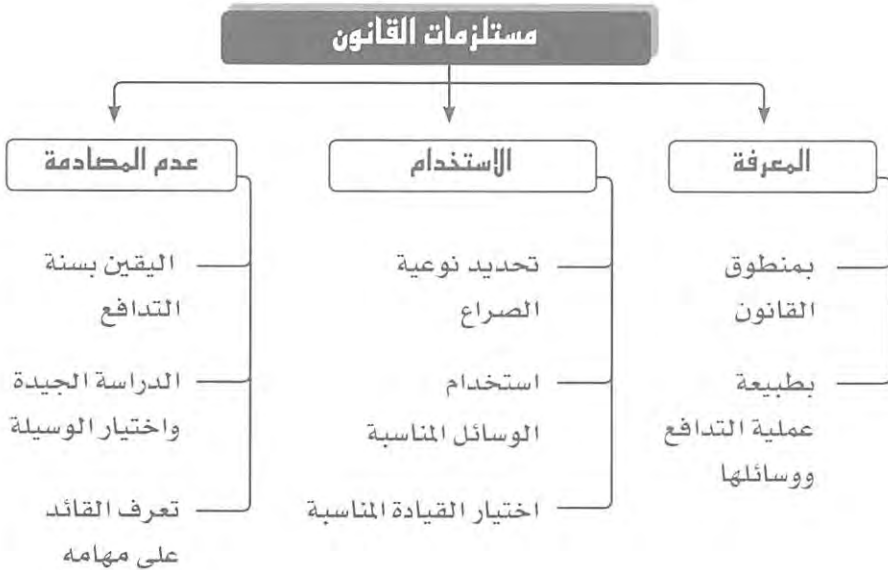 مستلزمات القانون
المعرفة
بمنطوق
القانون
بطبيعة
عملية التدافع
ووسائلها
الاستخدام
تحديد نوعية
الصراع
استخدام
الوسائل المناسبة
اختيار القيادة المناسبة
عدم المصادمة
اليقين بسنة
التدافع
الدراسة الجيدة
واختيار الوسيلة
تعرف القائد
على مهامه